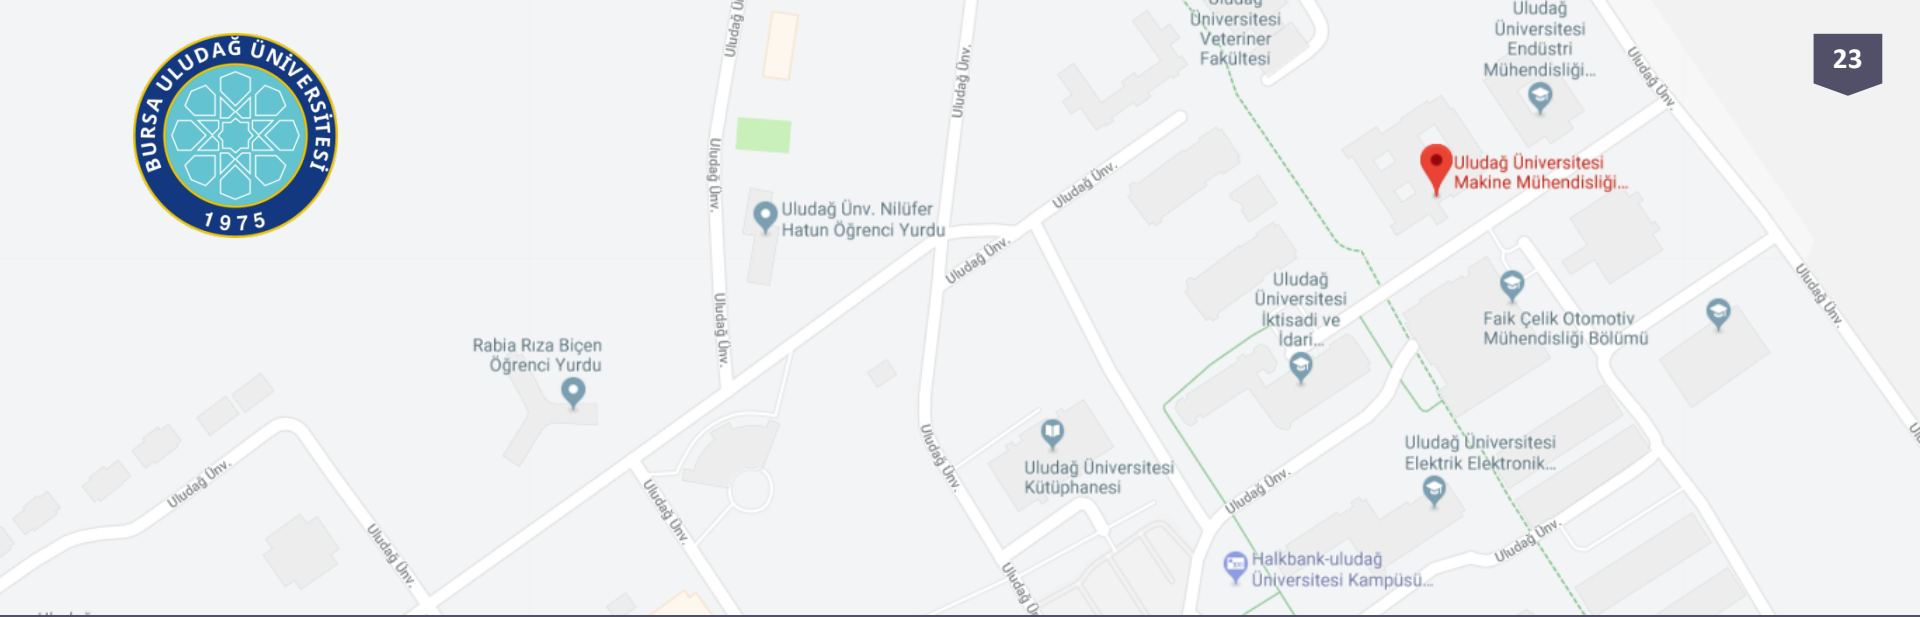 BURSA ULUDAĞ ÜNİVERSİTESİ
1975
23
Uludağ
Üniversitesi
Veteriner
Fakültesi
Uludağ
Üniversitesi
Endüstri
Mühendisliği...
Uludağ Üniversitesi
Makine Mühendisliği...
Uludağ Ünv. Nilüfer
Hatun Öğrenci Yurdu
Rabia Rıza Biçen
Öğrenci Yurdu
Uludağ
Üniversitesi
İktisadi ve
İdari...
Faik Çelik Otomotiv
Mühendisliği Bölümü
Uludağ Üniversitesi
Kütüphanesi
Uludağ Üniversitesi
Elektrik Elektronik...
Halkbank-uludağ
Üniversitesi Kampüsü...
Uludağ Ünv.
Uludağ Ünv.
Uludağ Ünv.
Uludağ Ünv.
Uludağ Ünv.
Uludağ Ünv.
Uludağ Ünv.
Uludağ Ünv.
Uludağ Ünv.
Uludağ Ünv.
Uludağ Ünv.
Uludağ Ünv.
Uludağ Ünv.
Uludağ Ünv.